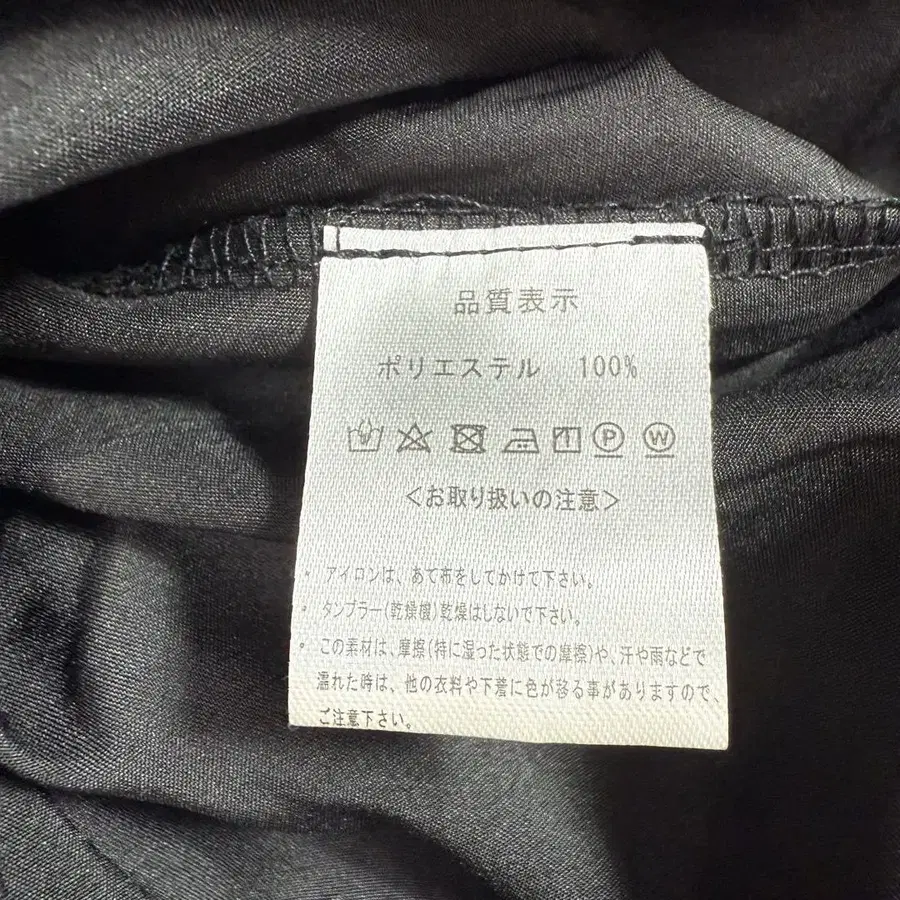 品質表示
ポリエステル 100%
P W
<お取り扱いの注意>
・ アイロンは、あて布をしてかけて下さい。
・ タンブラー(乾燥機)乾燥はしないで下さい。
・ この素材は、摩擦(特に湿った状態での摩擦)や、汗や雨などで
濡れた時は、他の衣料や下着に色が移る事がありますので、
ご注意下さい。